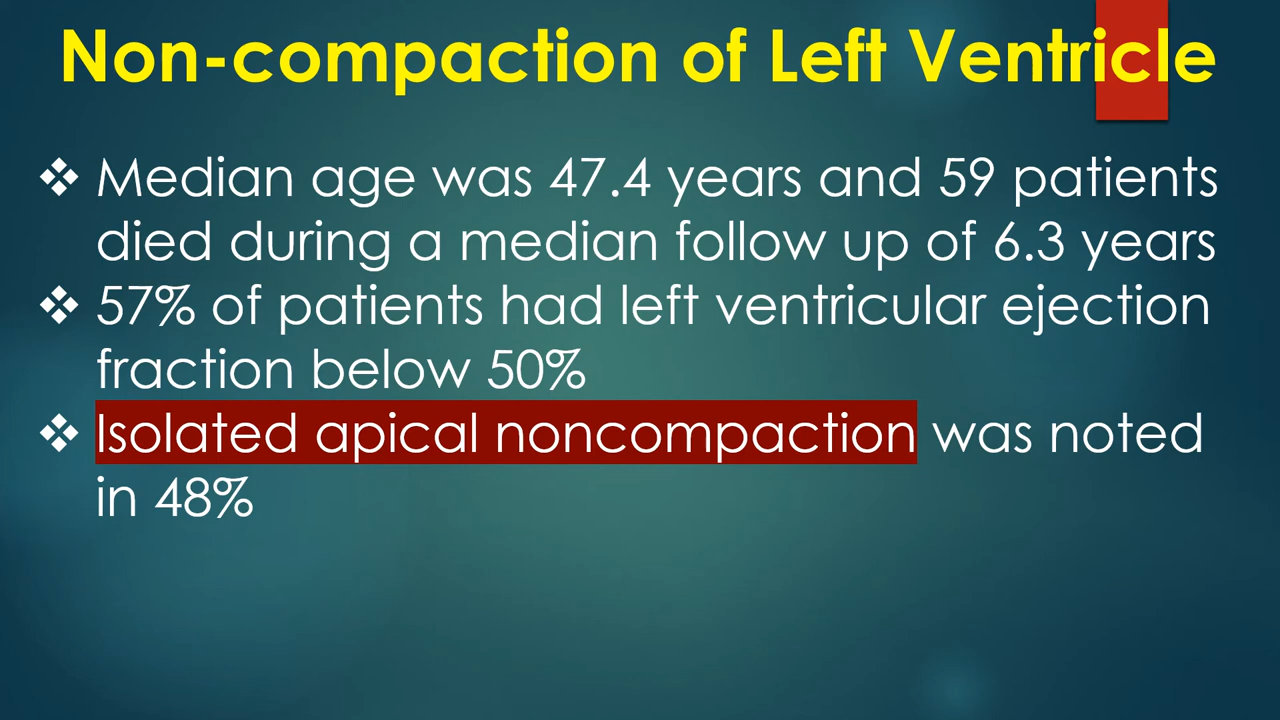 Non-compaction of Left Ventricle
❖ Median age was 47.4 years and 59 patients
died during a median follow up of 6.3 years
❖ 57% of patients had left ventricular ejection
fraction below 50%
❖ Isolated apical noncompaction was noted
in 48%